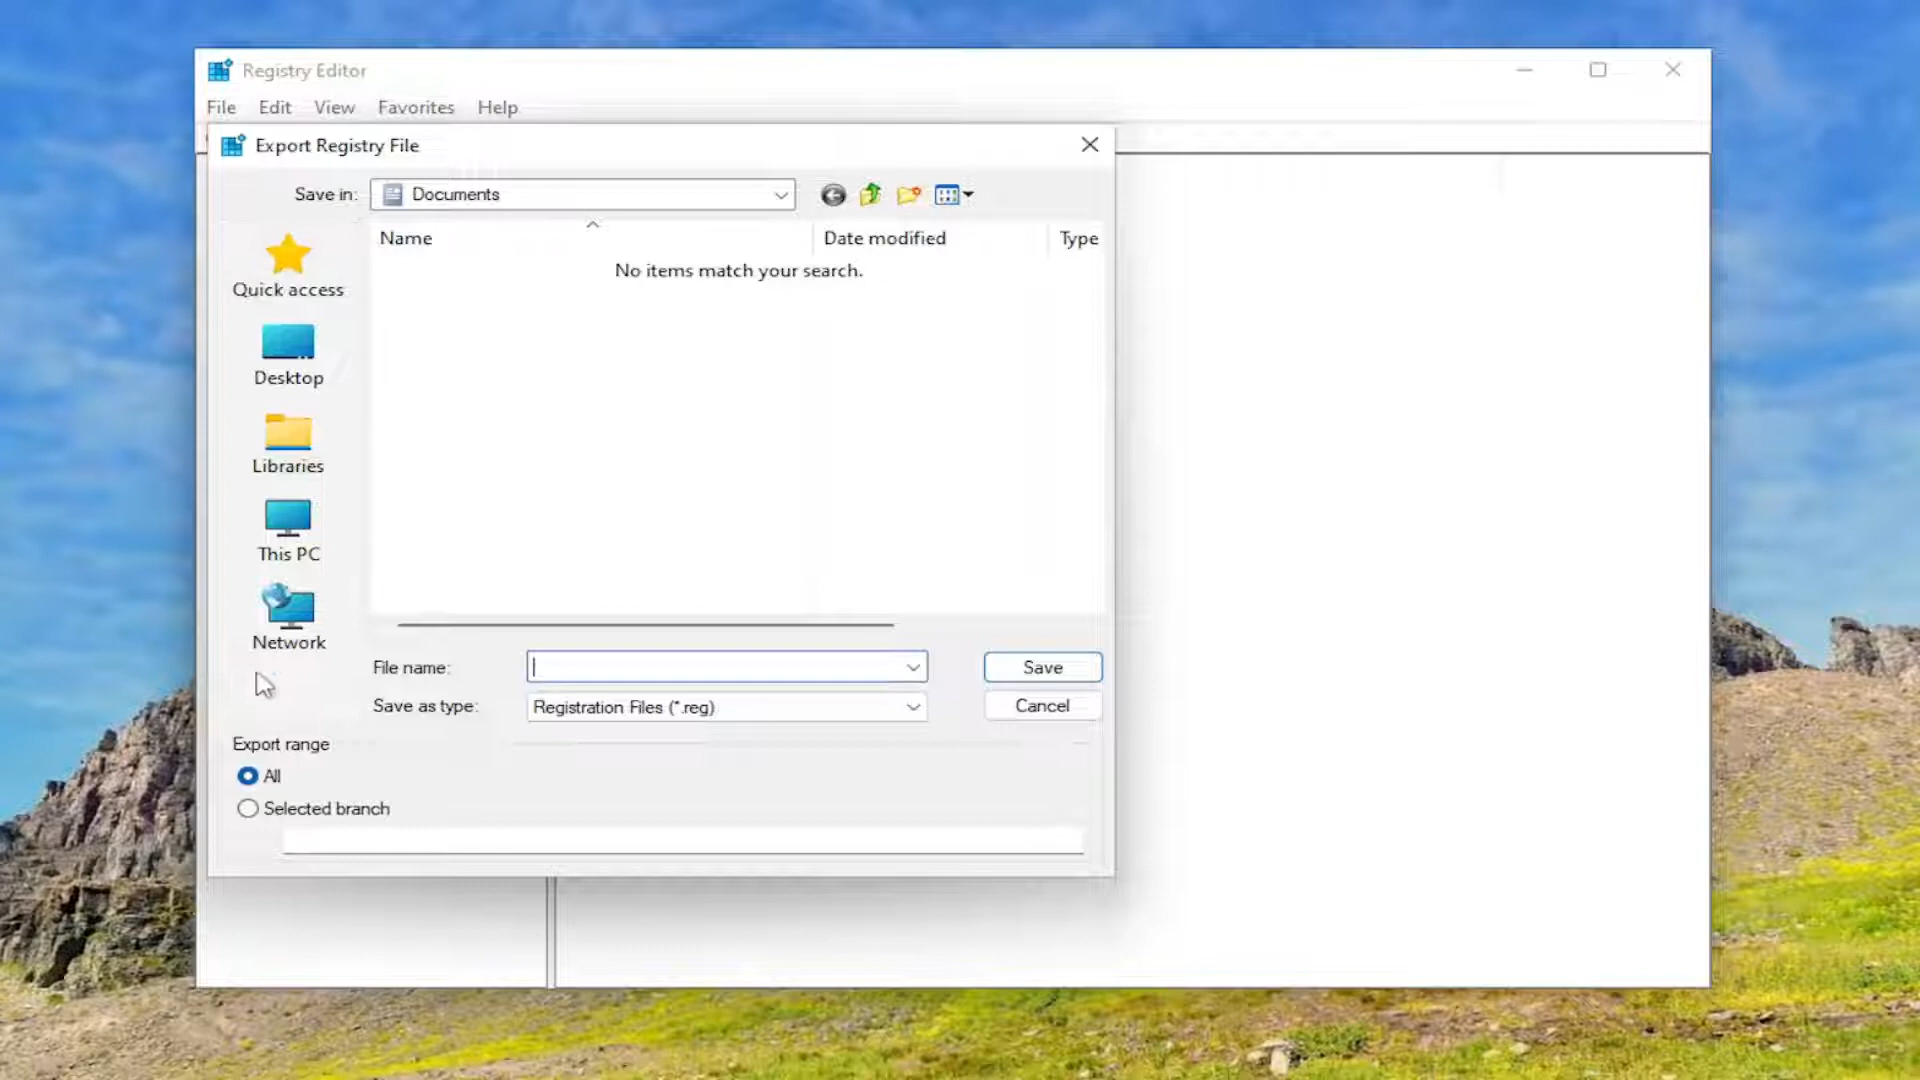 Registry Editor
File Edit View Favorites Help
Export Registry File
Save in: Documents
Name Date modified Type
No items match your search.
Quick access
Desktop
Libraries
This PC
Network
File name: Save
Save as type: Registration Files (*.reg) Cancel
Export range
All
Selected branch